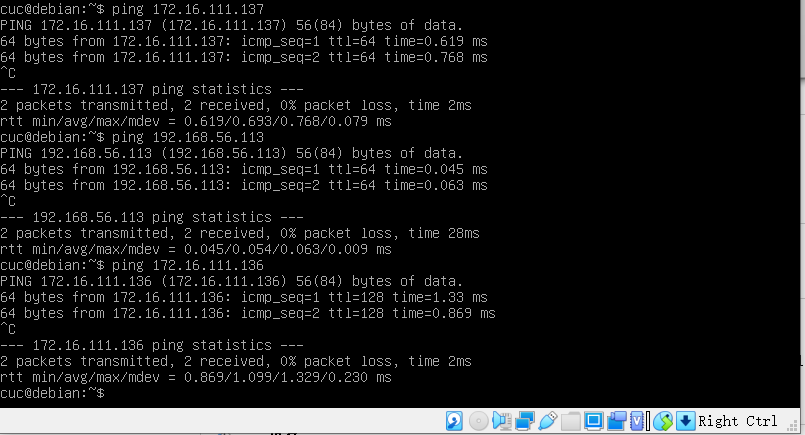 cuc@debian:~$ ping 172.16.111.137
PING 172.16.111.137 (172.16.111.137) 56(84) bytes of data.
64 bytes from 172.16.111.137: icmp_seq=1 ttl=64 time=0.619 ms
64 bytes from 172.16.111.137: icmp_seq=2 ttl=64 time=0.768 ms
^C
--- 172.16.111.137 ping statistics ---
2 packets transmitted, 2 received, 0% packet loss, time 2ms
rtt min/avg/max/mdev = 0.619/0.693/0.768/0.079 ms
cuc@debian:~$ ping 192.168.56.113
PING 192.168.56.113 (192.168.56.113) 56(84) bytes of data.
64 bytes from 192.168.56.113: icmp_seq=1 ttl=64 time=0.045 ms
64 bytes from 192.168.56.113: icmp_seq=2 ttl=64 time=0.063 ms
^C
--- 192.168.56.113 ping statistics ---
2 packets transmitted, 2 received, 0% packet loss, time 28ms
rtt min/avg/max/mdev = 0.045/0.054/0.063/0.009 ms
cuc@debian:~$ ping 172.16.111.136
PING 172.16.111.136 (172.16.111.136) 56(84) bytes of data.
64 bytes from 172.16.111.136: icmp_seq=1 ttl=128 time=1.33 ms
64 bytes from 172.16.111.136: icmp_seq=2 ttl=128 time=0.869 ms
^C
--- 172.16.111.136 ping statistics ---
2 packets transmitted, 2 received, 0% packet loss, time 2ms
rtt min/avg/max/mdev = 0.869/1.099/1.329/0.230 ms
cuc@debian:~$
Right Ctrl